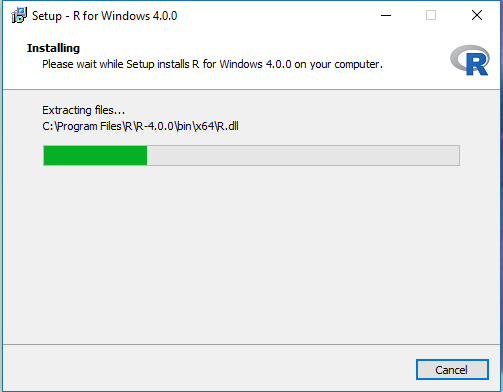 Setup - R for Windows 4.0.0
Installing
Please wait while Setup installs R for Windows 4.0.0 on your computer.
R
Extracting files...
C:\Program Files\R\R-4.0.0\bin\x64\R.dll
Cancel